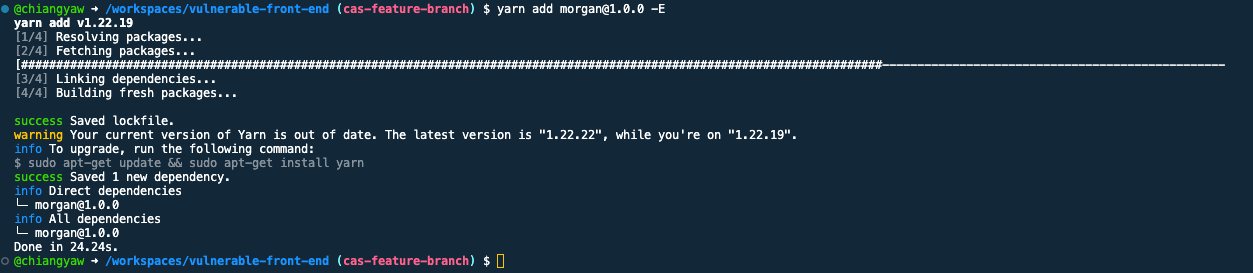 @chiangyaw → /workspaces/vulnerable-front-end (cas-feature-branch) $ yarn add morgan@1.0.0 -E
yarn add v1.22.19
[1/4] Resolving packages...
[2/4] Fetching packages...
[###########################################################################################################################-------------------------------------------------
[3/4] Linking dependencies...
[4/4] Building fresh packages...
success Saved lockfile.
warning Your current version of Yarn is out of date. The latest version is "1.22.22", while you're on "1.22.19".
info To upgrade, run the following command:
$ sudo apt-get update && sudo apt-get install yarn
success Saved 1 new dependency.
info Direct dependencies
└─ morgan@1.0.0
info All dependencies
└─ morgan@1.0.0
Done in 24.24s.
@chiangyaw → /workspaces/vulnerable-front-end (cas-feature-branch) $